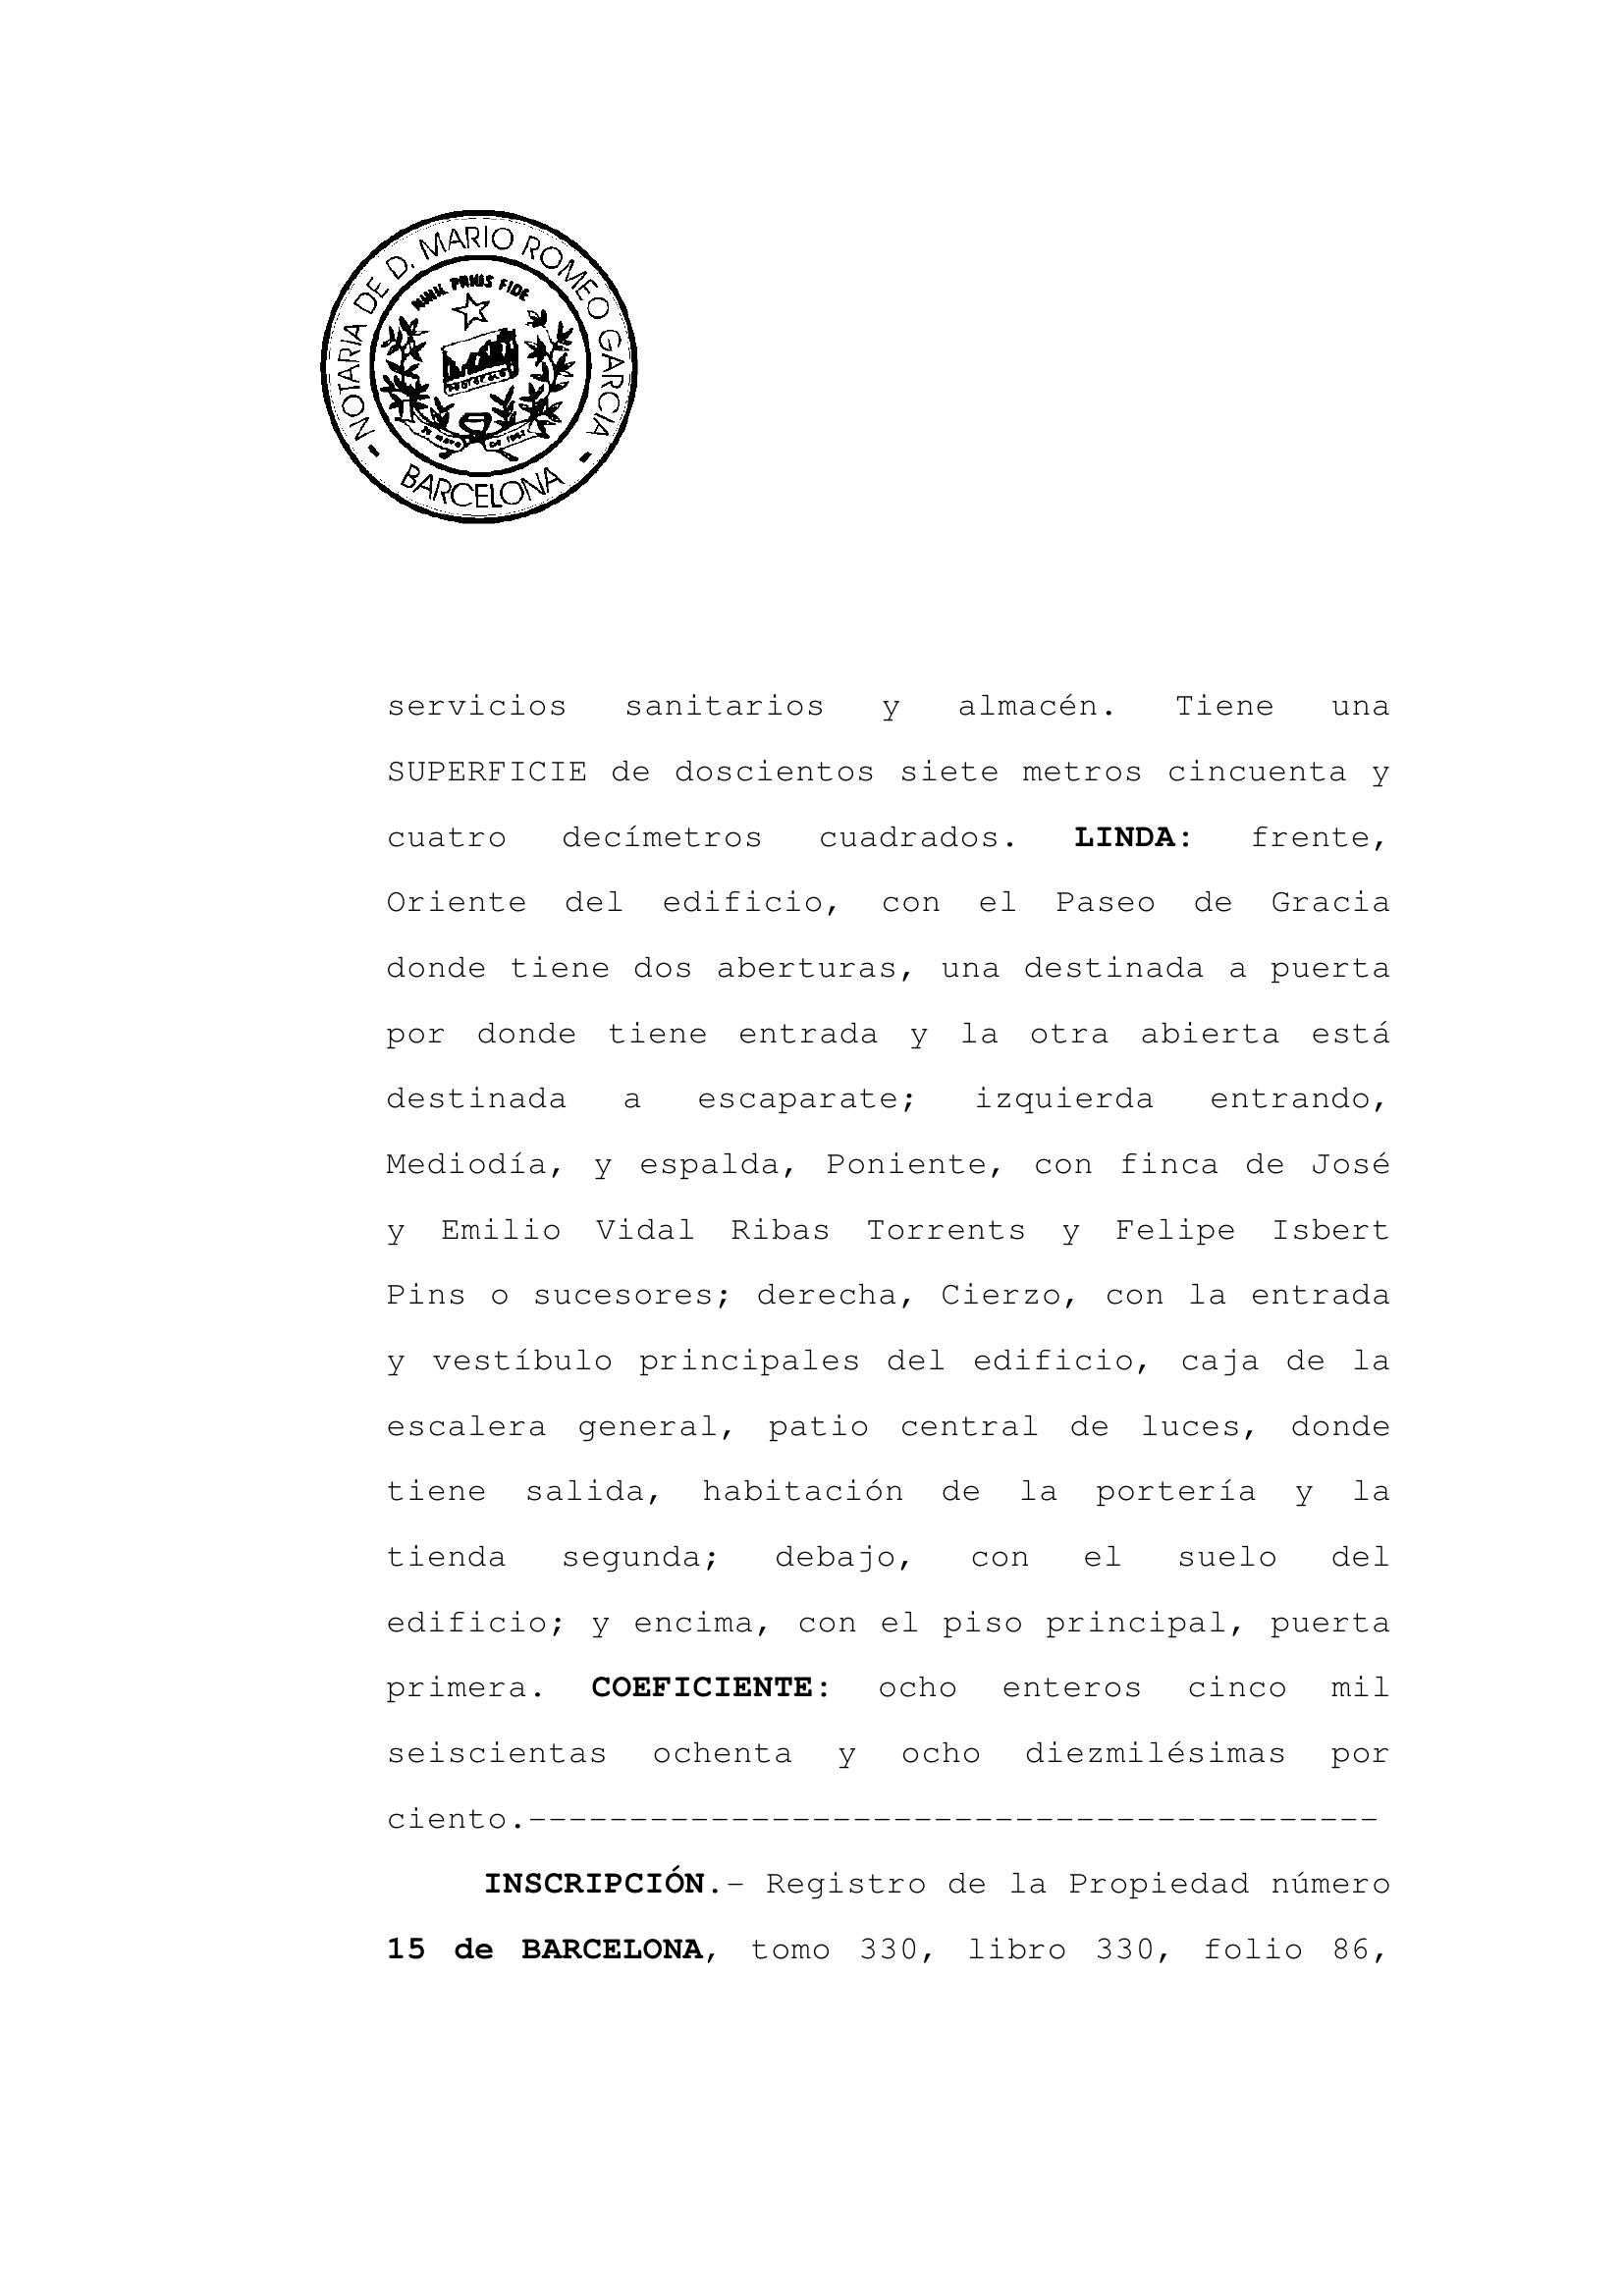 NOTARIA DE D. MARIO ROMEO GARCIA
NIHIL PRIUS FIDE
BARCELONA
servicios sanitarios y almacén. Tiene una
SUPERFICIE de doscientos siete metros cincuenta y
cuatro decímetros cuadrados. LINDA: frente,
Oriente del edificio, con el Paseo de Gracia
donde tiene dos aberturas, una destinada a puerta
por donde tiene entrada y la otra abierta está
destinada a escaparate; izquierda entrando,
Mediodía, y espalda, Poniente, con finca de José
y Emilio Vidal Ribas Torrents y Felipe Isbert
Pins o sucesores; derecha, Cierzo, con la entrada
y vestíbulo principales del edificio, caja de la
escalera general, patio central de luces, donde
tiene salida, habitación de la portería y la
tienda segunda; debajo, con el suelo del
edificio; y encima, con el piso principal, puerta
primera. COEFICIENTE: ocho enteros cinco mil
seiscientas ochenta y ocho diezmilésimas por
ciento.------------------------------------------
INSCRIPCIÓN.- Registro de la Propiedad número
15 de BARCELONA, tomo 330, libro 330, folio 86,